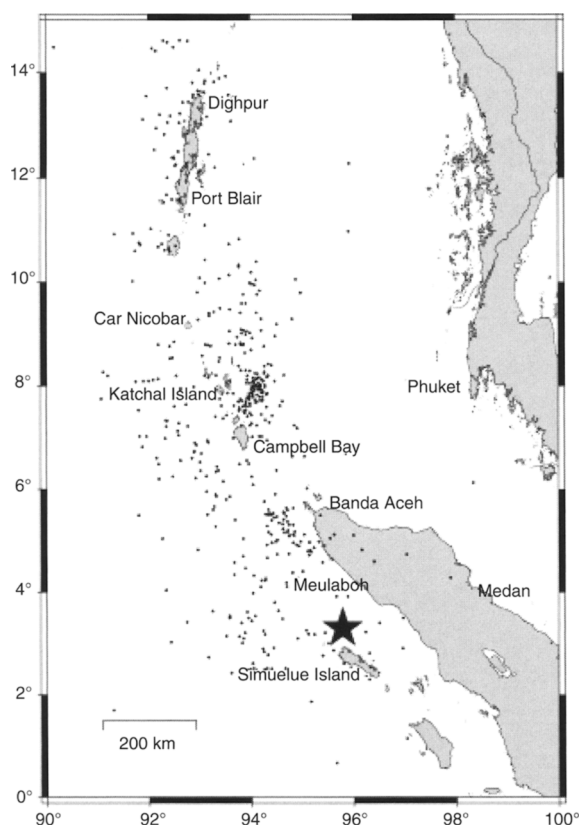 14°
Dighpur
12°
Port Blair
10°
Car Nicobar
8°
Katchal Island
Phuket
Campbell Bay
6°
Banda Aceh
4°
Meulaboh
Medan
Simuelue Island
2°
200 km
0°
90° 92° 94° 96° 98° 100°